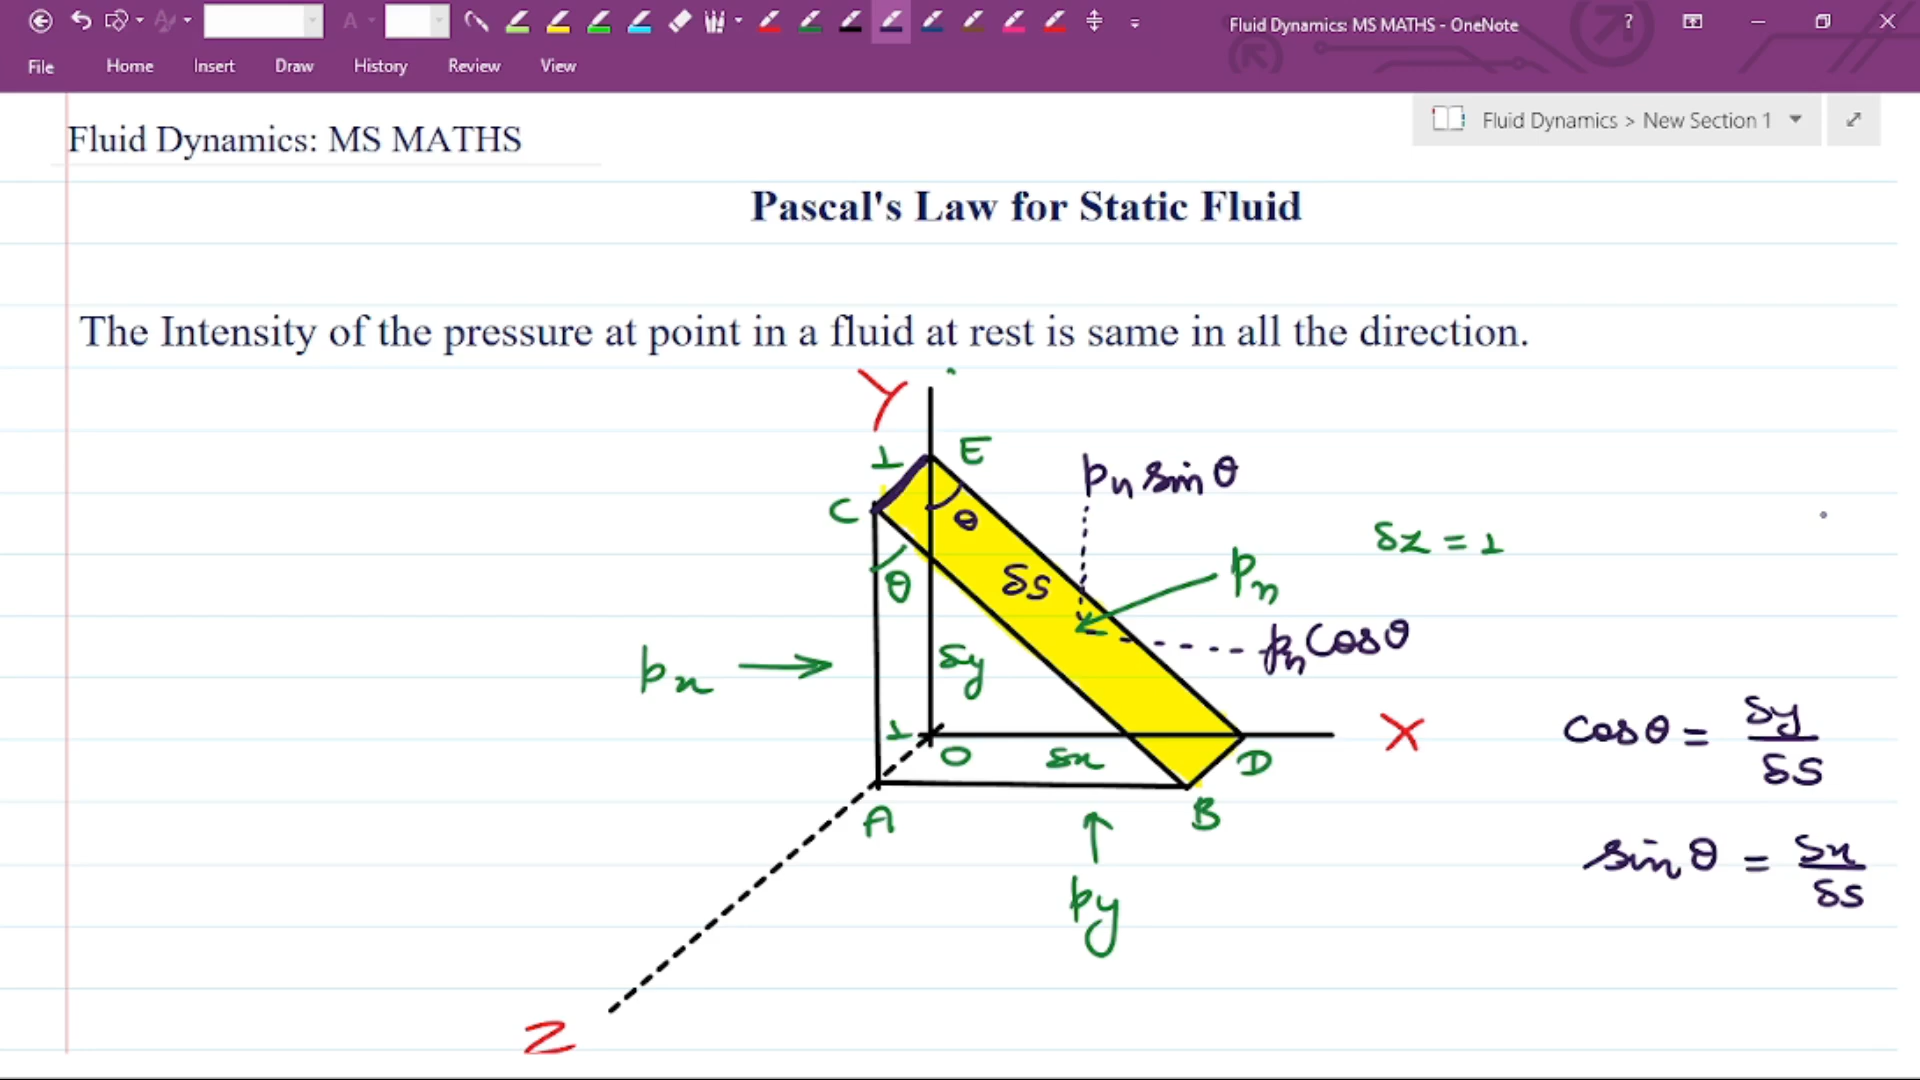 Fluid Dynamics: MS MATHS - OneNote
?
File Home Insert Draw History Review View
Fluid Dynamics > New Section 1
Fluid Dynamics: MS MATHS
Pascal's Law for Static Fluid
The Intensity of the pressure at point in a fluid at rest is same in all the direction.
Y
1 E
pn sin θ
C θ
δz = 1
θ δs pn
pn cos θ
px δy
1 O δx D X
cos θ = δy/δs
A B
sin θ = δx/δs
py
Z